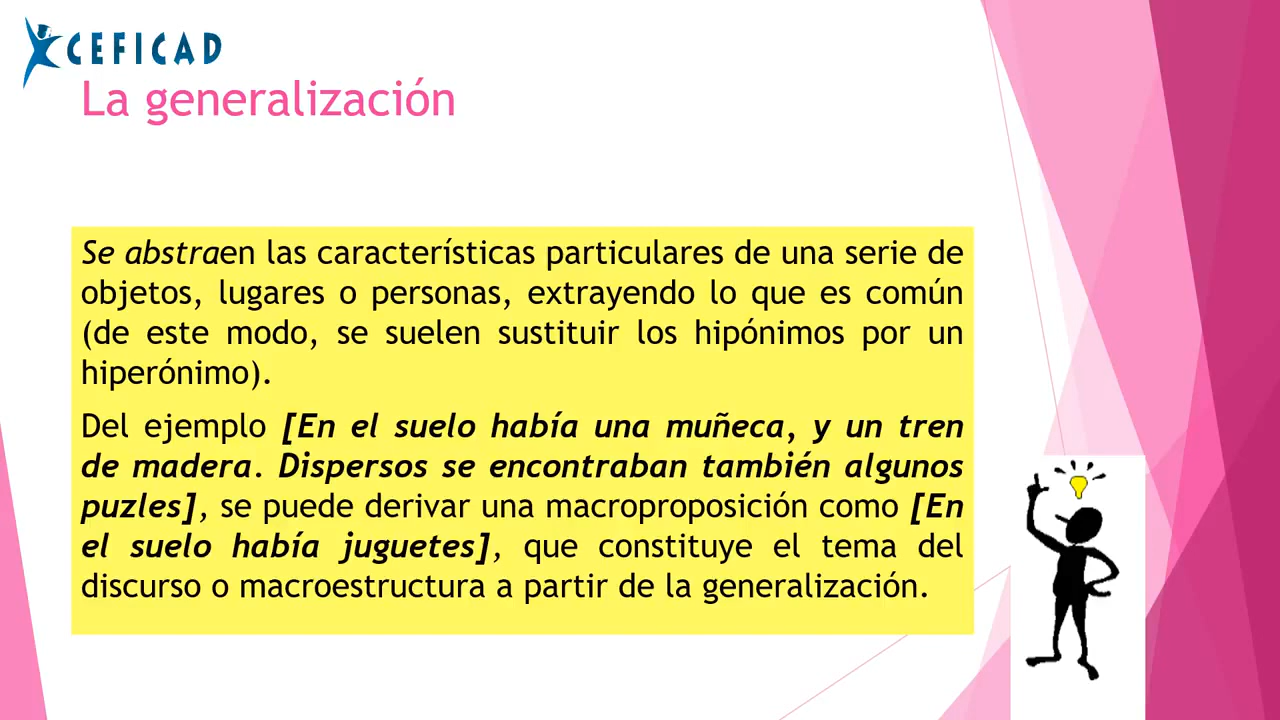 CEFICAD
La generalización
Se abstraen las características particulares de una serie de
objetos, lugares o personas, extrayendo lo que es común
(de este modo, se suelen sustituir los hipónimos por un
hiperónimo).
Del ejemplo [En el suelo había una muñeca, y un tren
de madera. Dispersos se encontraban también algunos
puzles], se puede derivar una macroproposición como [En
el suelo había juguetes], que constituye el tema del
discurso o macroestructura a partir de la generalización.